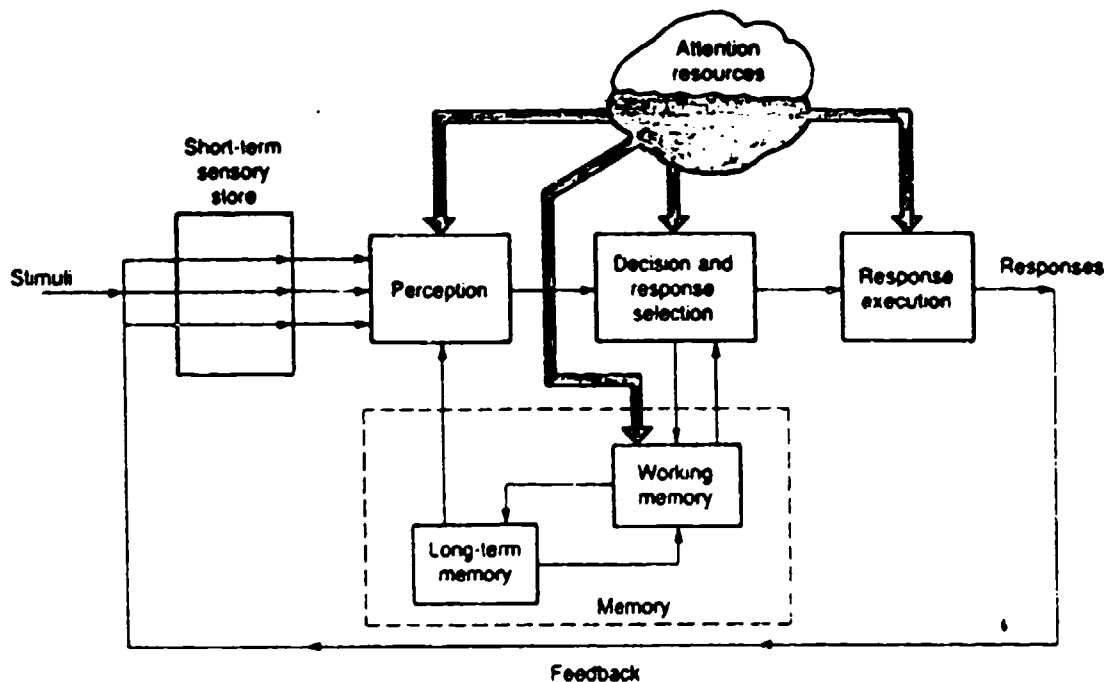 Attention
resources
Short-term
sensory
store
Stimuli
Perception
Decision and
response
selection
Response
execution
Responses
Working
memory
Long-term
memory
Memory
Feedback